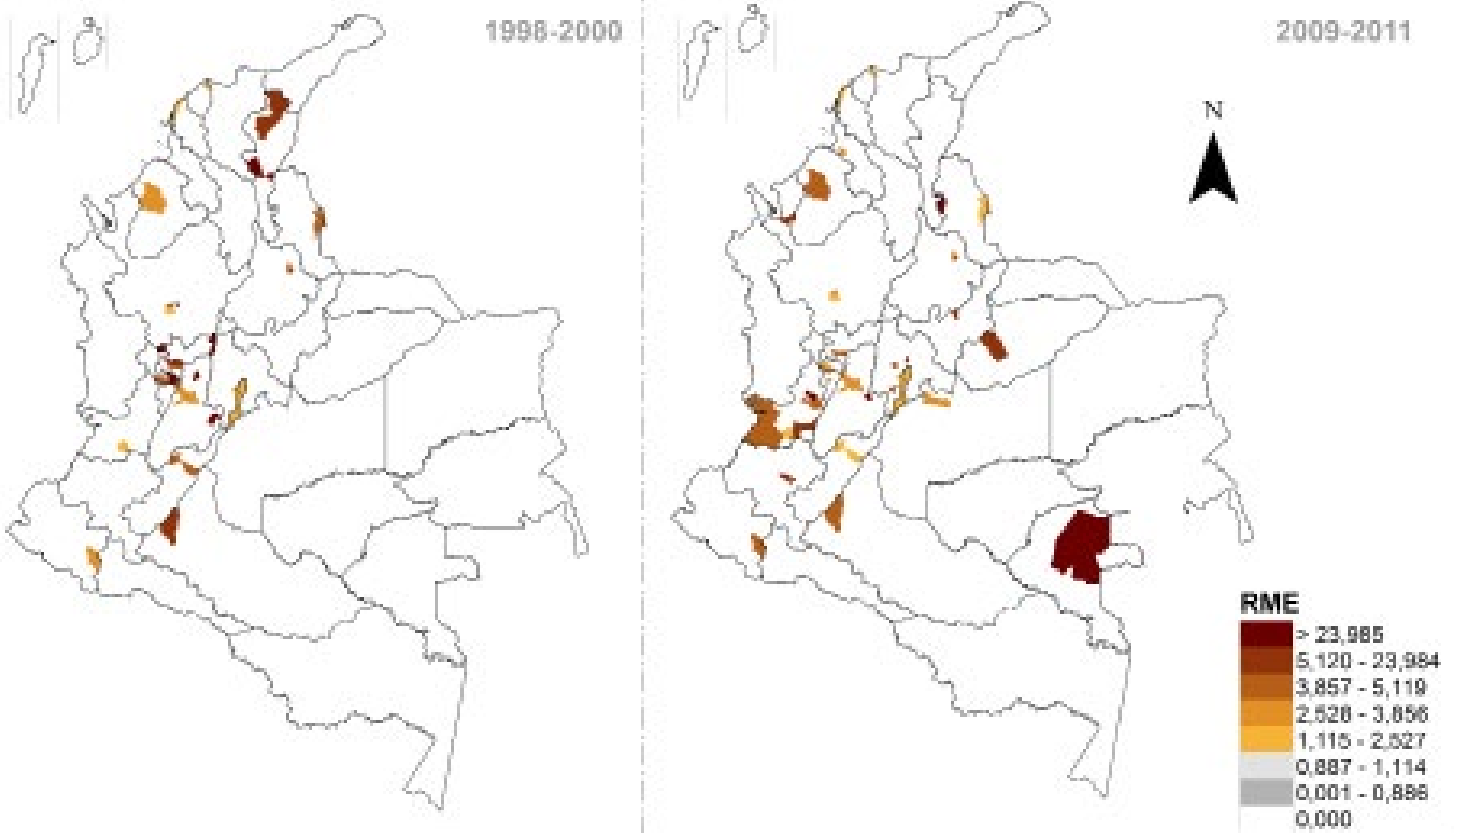 1998-2000
2009-2011
N
RME
> 23,985
5,120 - 23,984
3,857 - 5,119
2,528 - 3,856
1,115 - 2,527
0,887 - 1,114
0,001 - 0,886
0,000